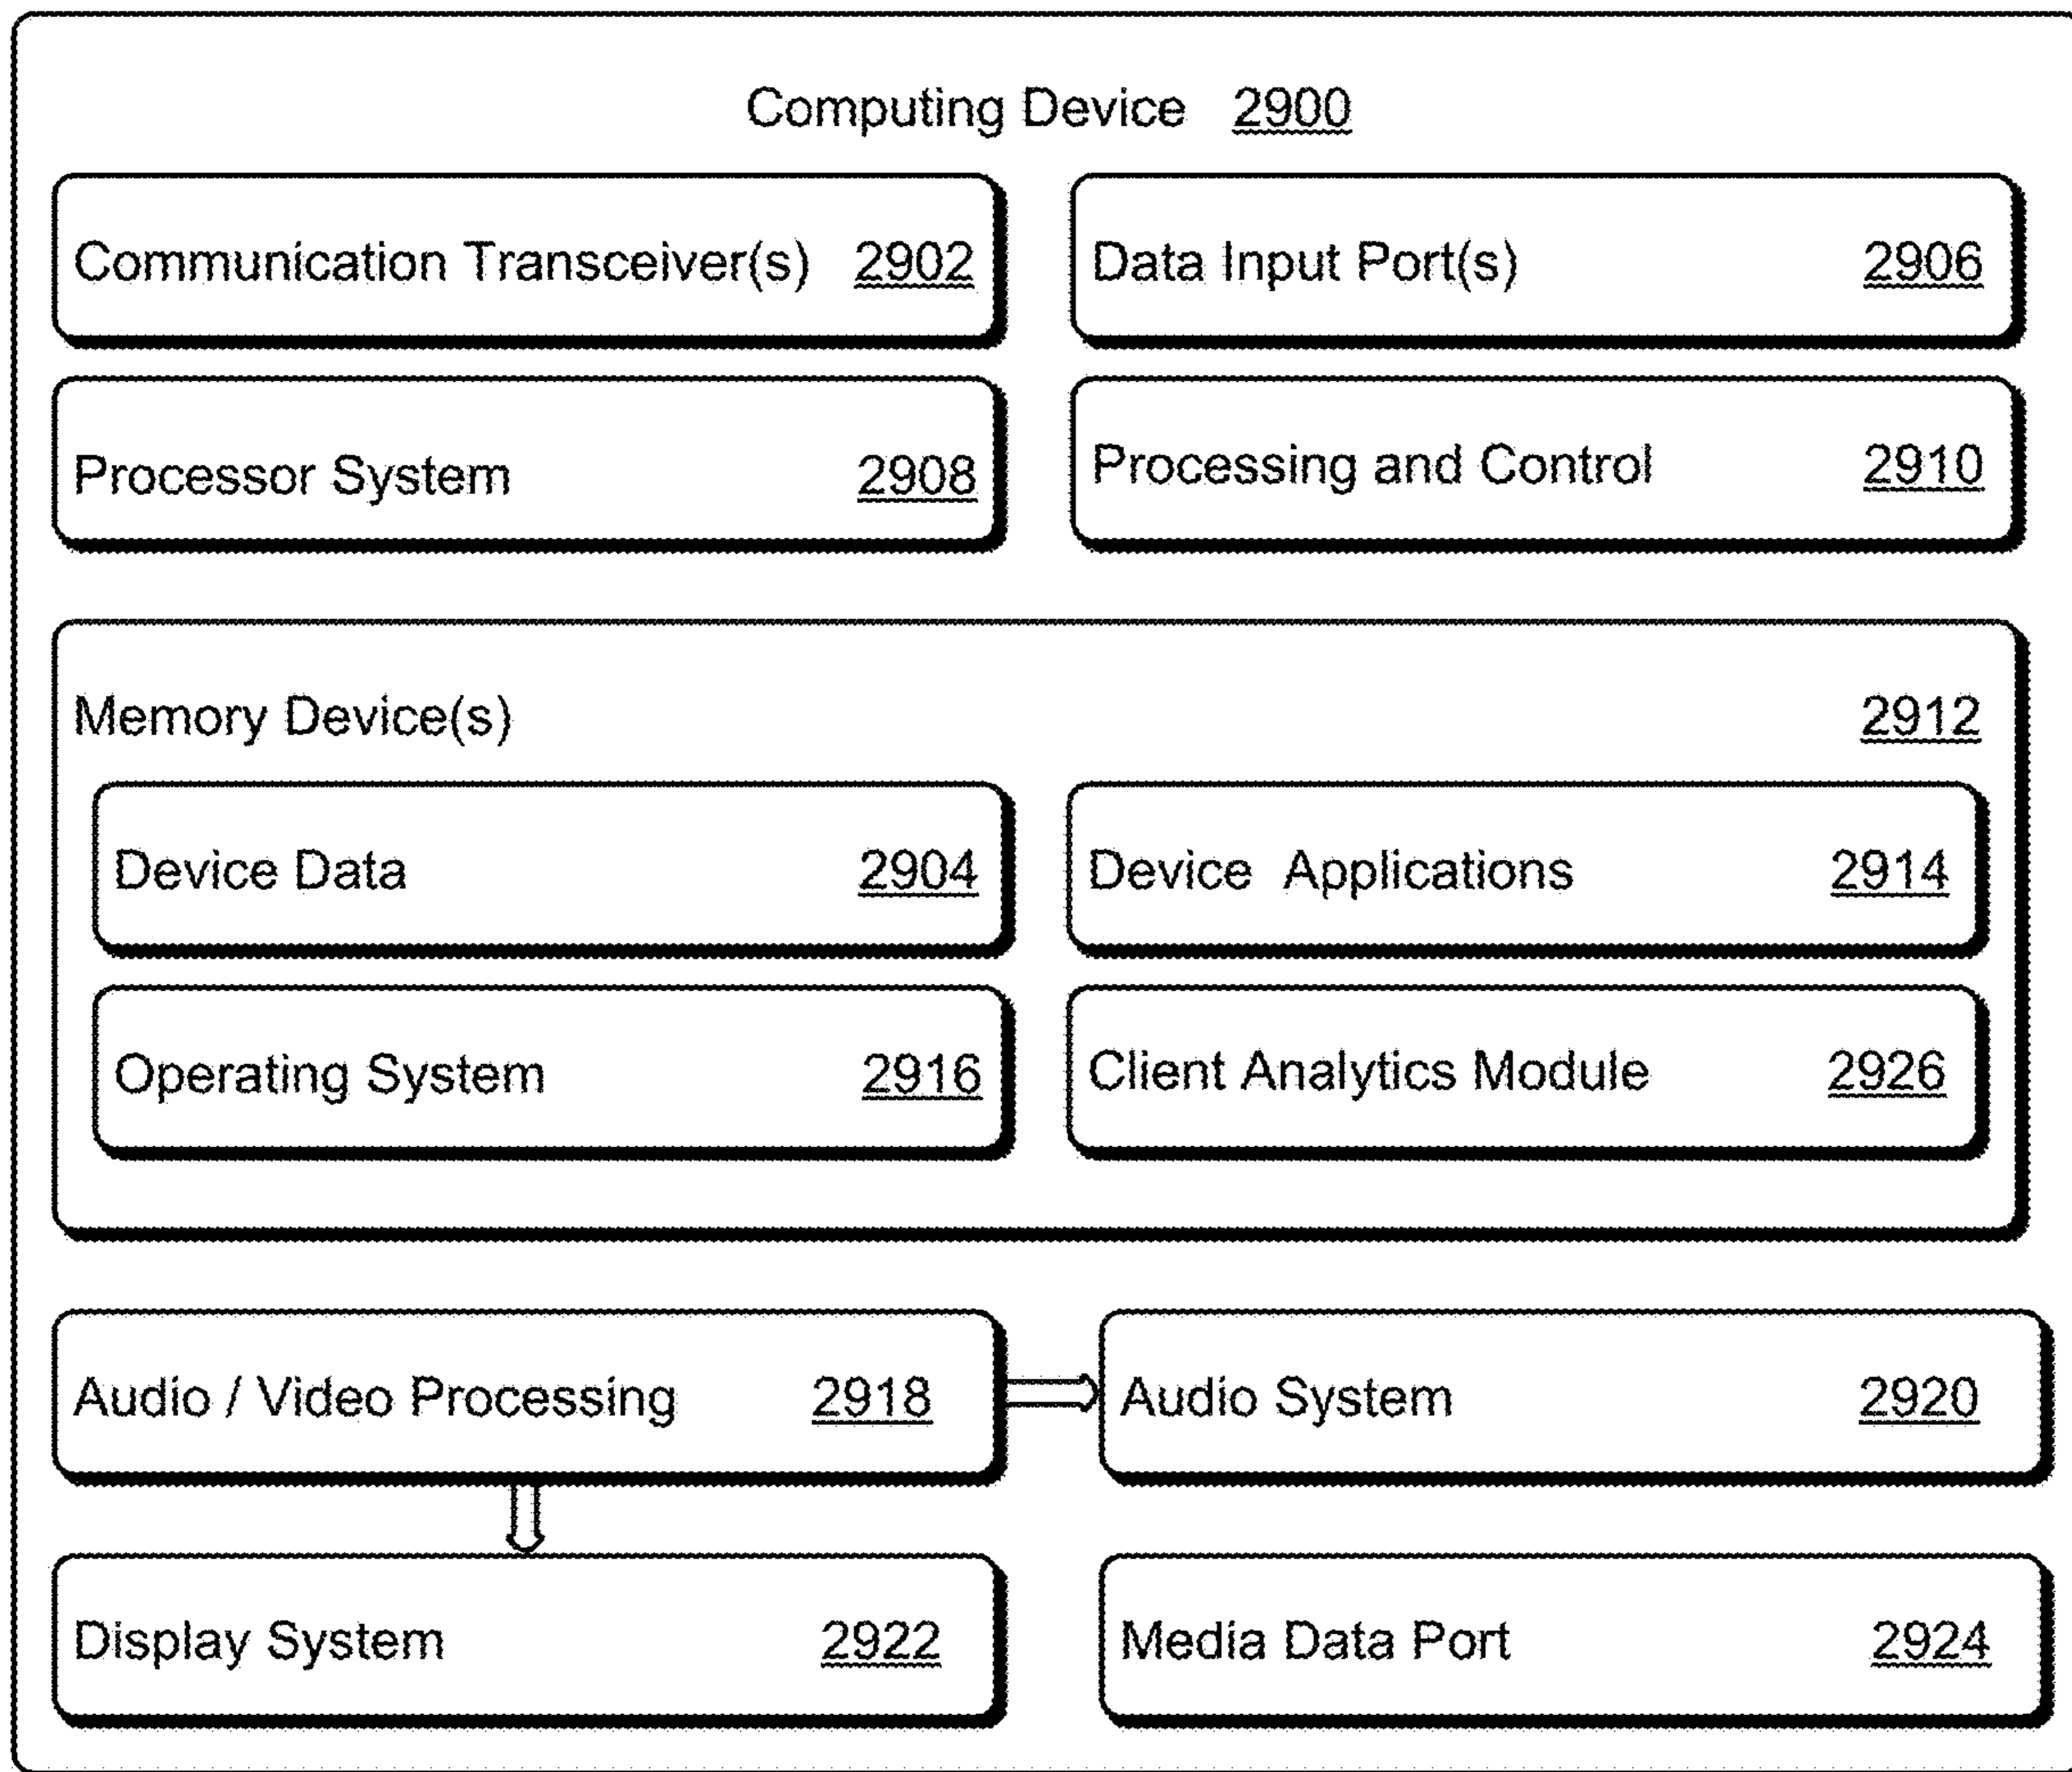 Computing Device 2900
Communication Transceiver(s) 2902
Data Input Port(s) 2906
Processor System 2908
Processing and Control 2910
Memory Device(s) 2912
Device Data 2904
Device Applications 2914
Operating System 2916
Client Analytics Module 2926
Audio / Video Processing 2918
Audio System 2920
Display System 2922
Media Data Port 2924